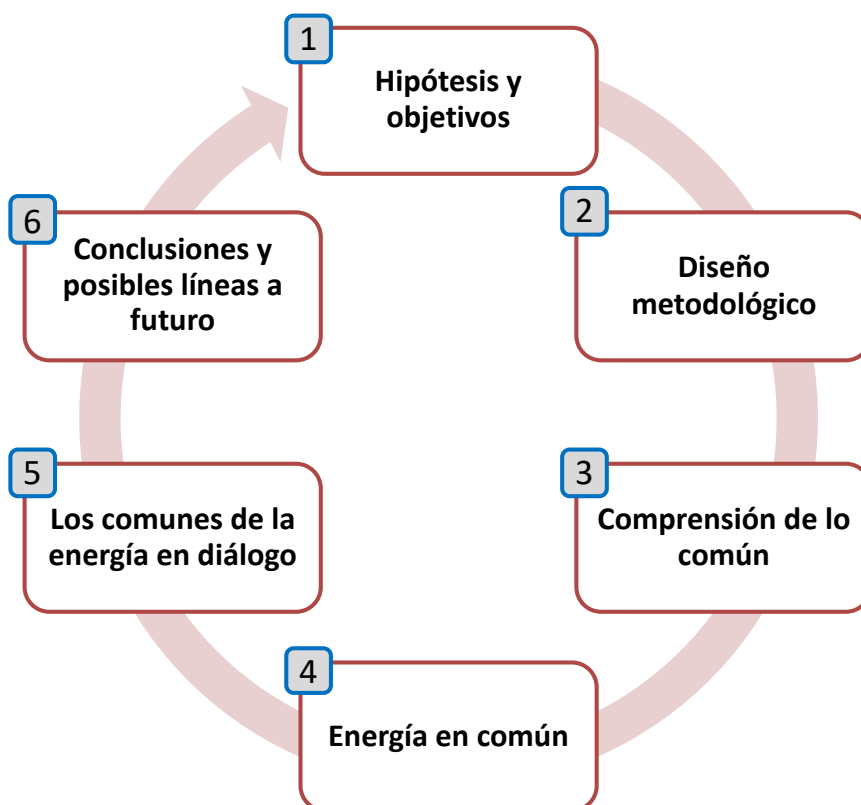 1
Hipótesis y
objetivos
2
Diseño
metodológico
3
Comprensión de lo
común
4
Energía en común
5
Los comunes de la
energía en diálogo
6
Conclusiones y
posibles líneas a
futuro